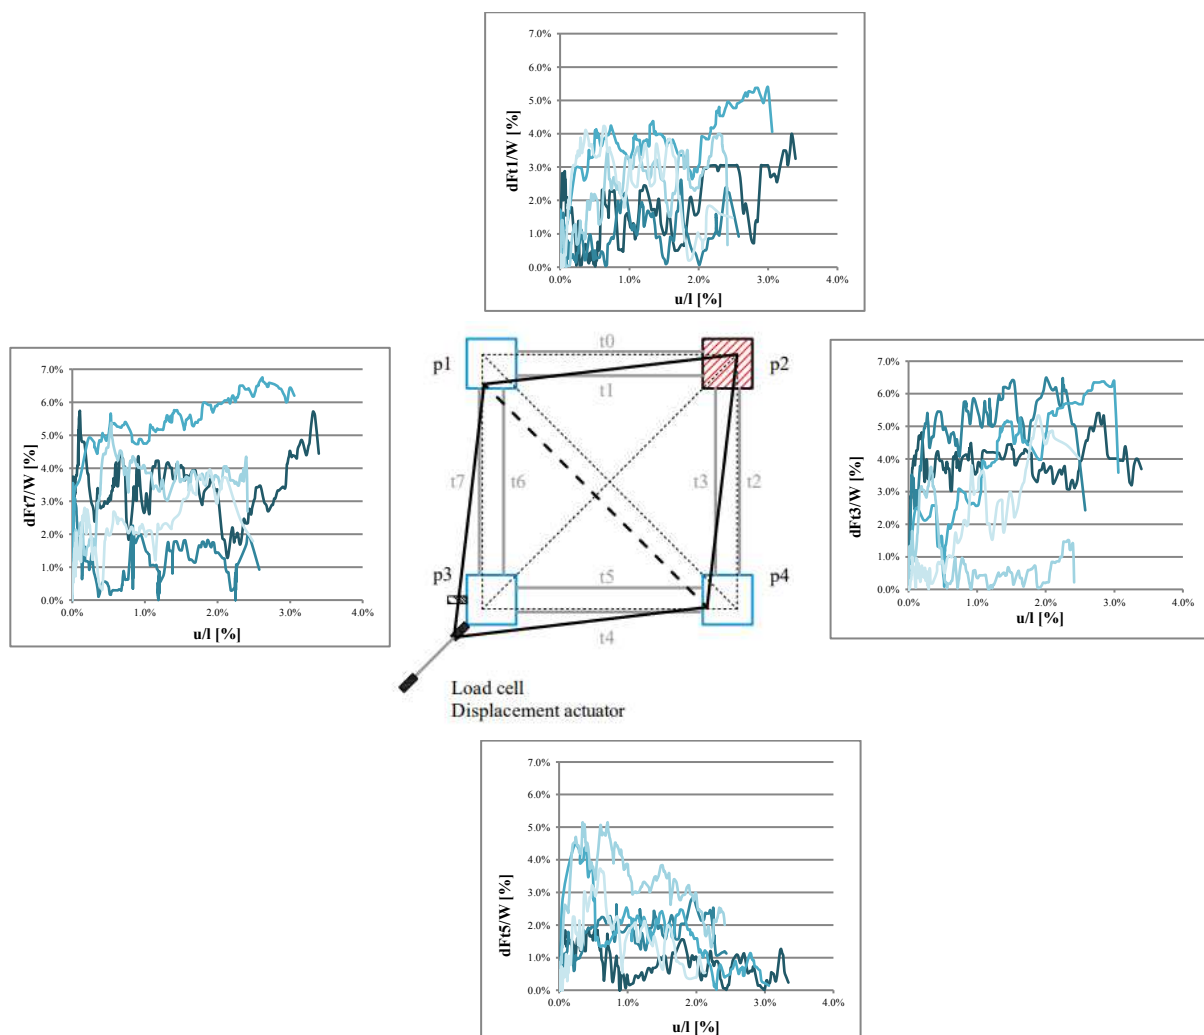 7.0%
6.0%
5.0%
4.0%
3.0%
2.0%
1.0%
0.0%
dFt1/W [%]
0.0% 1.0% 2.0% 3.0% 4.0%
u/l [%]
7.0%
6.0%
5.0%
4.0%
3.0%
2.0%
1.0%
0.0%
dFt7/W [%]
0.0% 1.0% 2.0% 3.0% 4.0%
u/l [%]
p1 t0 p2
t1
t7 t6 t3 t2
p3 t5 p4
t4
Load cell
Displacement actuator
7.0%
6.0%
5.0%
4.0%
3.0%
2.0%
1.0%
0.0%
dFt3/W [%]
0.0% 1.0% 2.0% 3.0% 4.0%
u/l [%]
7.0%
6.0%
5.0%
4.0%
3.0%
2.0%
1.0%
0.0%
dFt5/W [%]
0.0% 1.0% 2.0% 3.0% 4.0%
u/l [%]